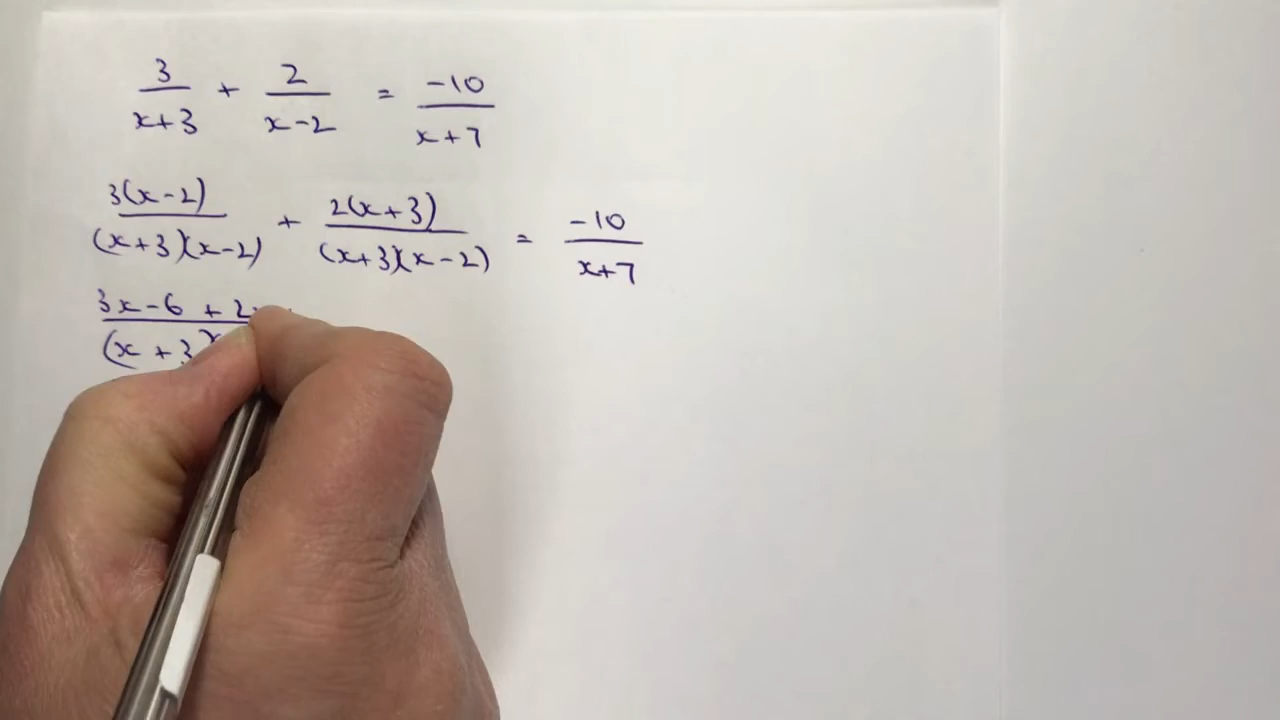 3/(x+3) + 2/(x-2) = -10/(x+7)
3(x-2)/((x+3)(x-2)) + 2(x+3)/((x+3)(x-2)) = -10/(x+7)
3x-6 + 2
(x+3)